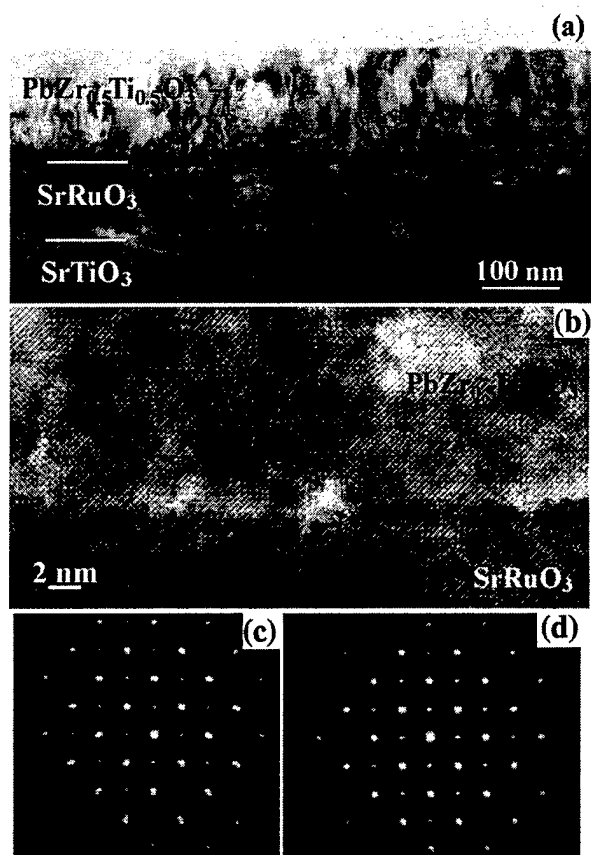 (a)
PbZr₀.₅Ti₀.₅O₃
SrRuO₃
SrTiO₃
100 nm
(b)
2 nm
SrRuO₃
(c)
(d)